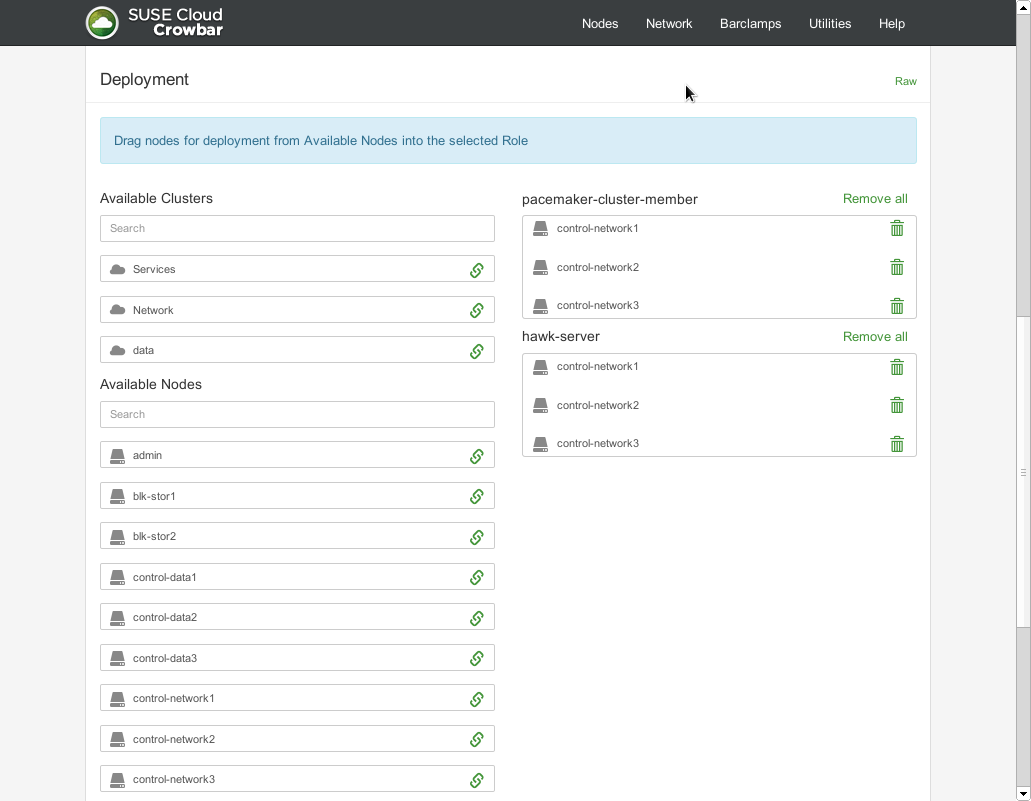 SUSE Cloud
Crowbar
Nodes
Network
Barclamps
Utilities
Help
Deployment
Raw
Drag nodes for deployment from Available Nodes into the selected Role
Available Clusters
Search
Services
Network
data
Available Nodes
Search
admin
blk-stor1
blk-stor2
control-data1
control-data2
control-data3
control-network1
control-network2
control-network3
pacemaker-cluster-member
Remove all
control-network1
control-network2
control-network3
hawk-server
Remove all
control-network1
control-network2
control-network3